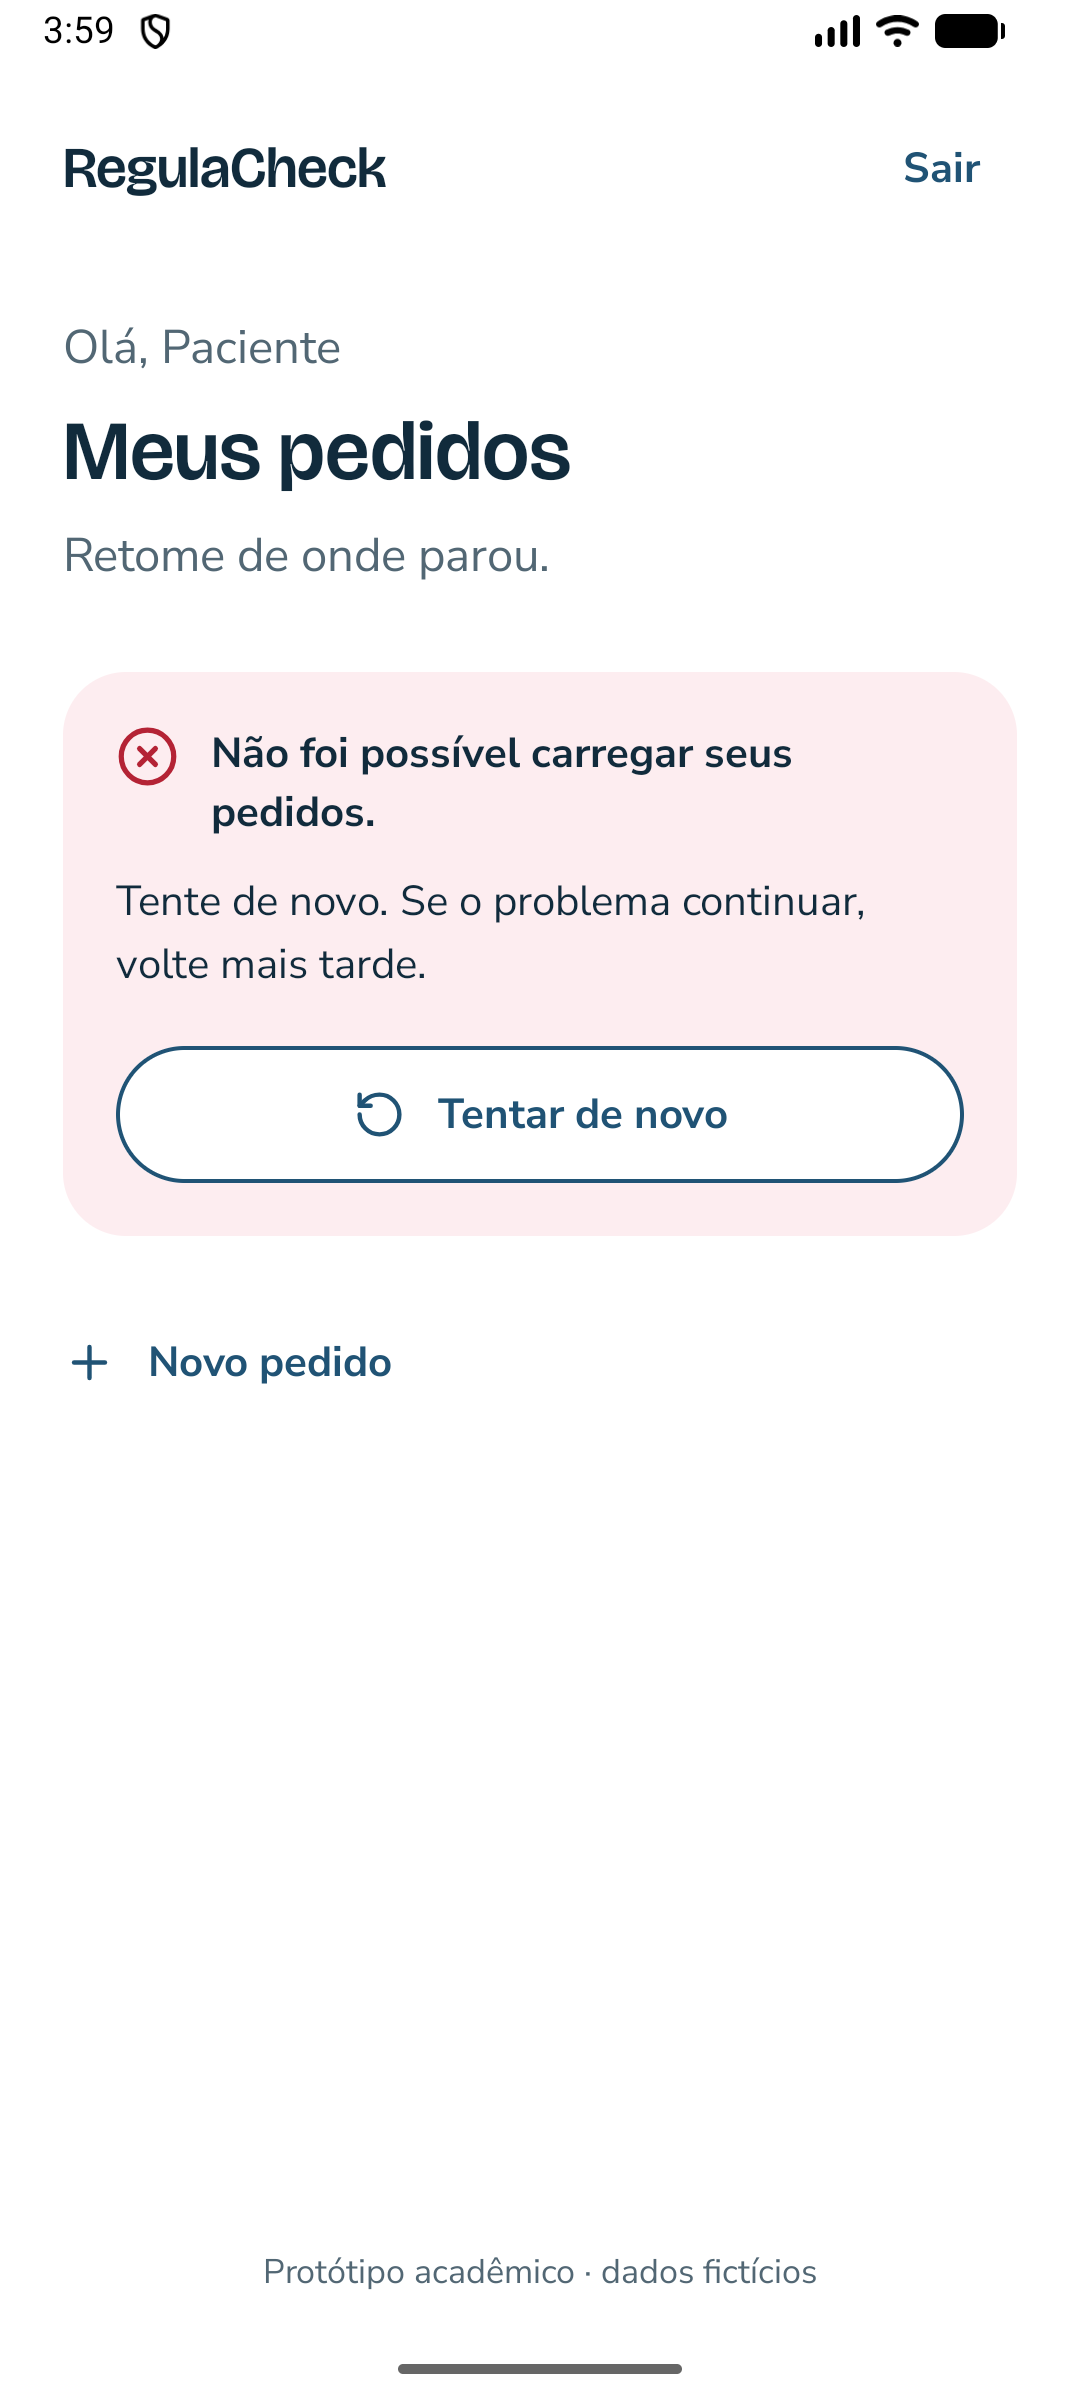 3:59
RegulaCheck
Sair
Olá, Paciente
Meus pedidos
Retome de onde parou.
Não foi possível carregar seus
pedidos.
Tente de novo. Se o problema continuar,
volte mais tarde.
Tentar de novo
Novo pedido
Protótipo acadêmico · dados fictícios